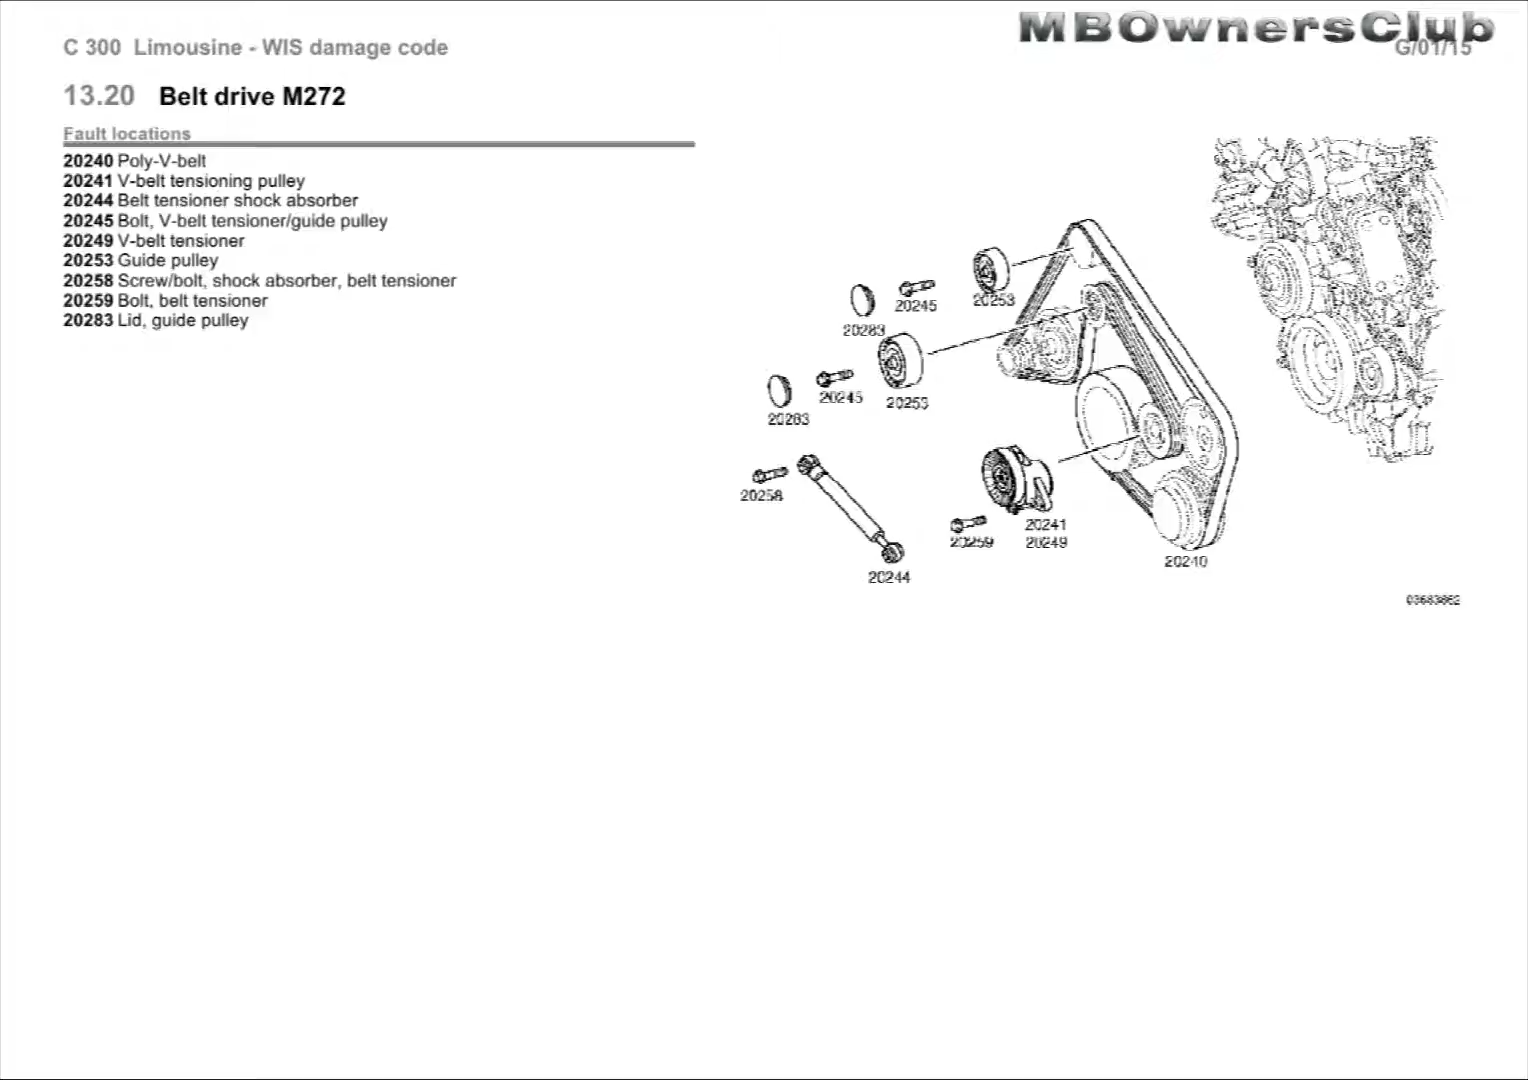 MBOwnersClub
C 300 Limousine - WIS damage code
G/01/15
13.20 Belt drive M272
Fault locations
20240 Poly-V-belt
20241 V-belt tensioning pulley
20244 Belt tensioner shock absorber
20245 Bolt, V-belt tensioner/guide pulley
20249 V-belt tensioner
20253 Guide pulley
20258 Screw/bolt, shock absorber, belt tensioner
20259 Bolt, belt tensioner
20283 Lid, guide pulley
20253
20245
20283
20245
20253
20283
20258
20241
20259
20249
20240
20244